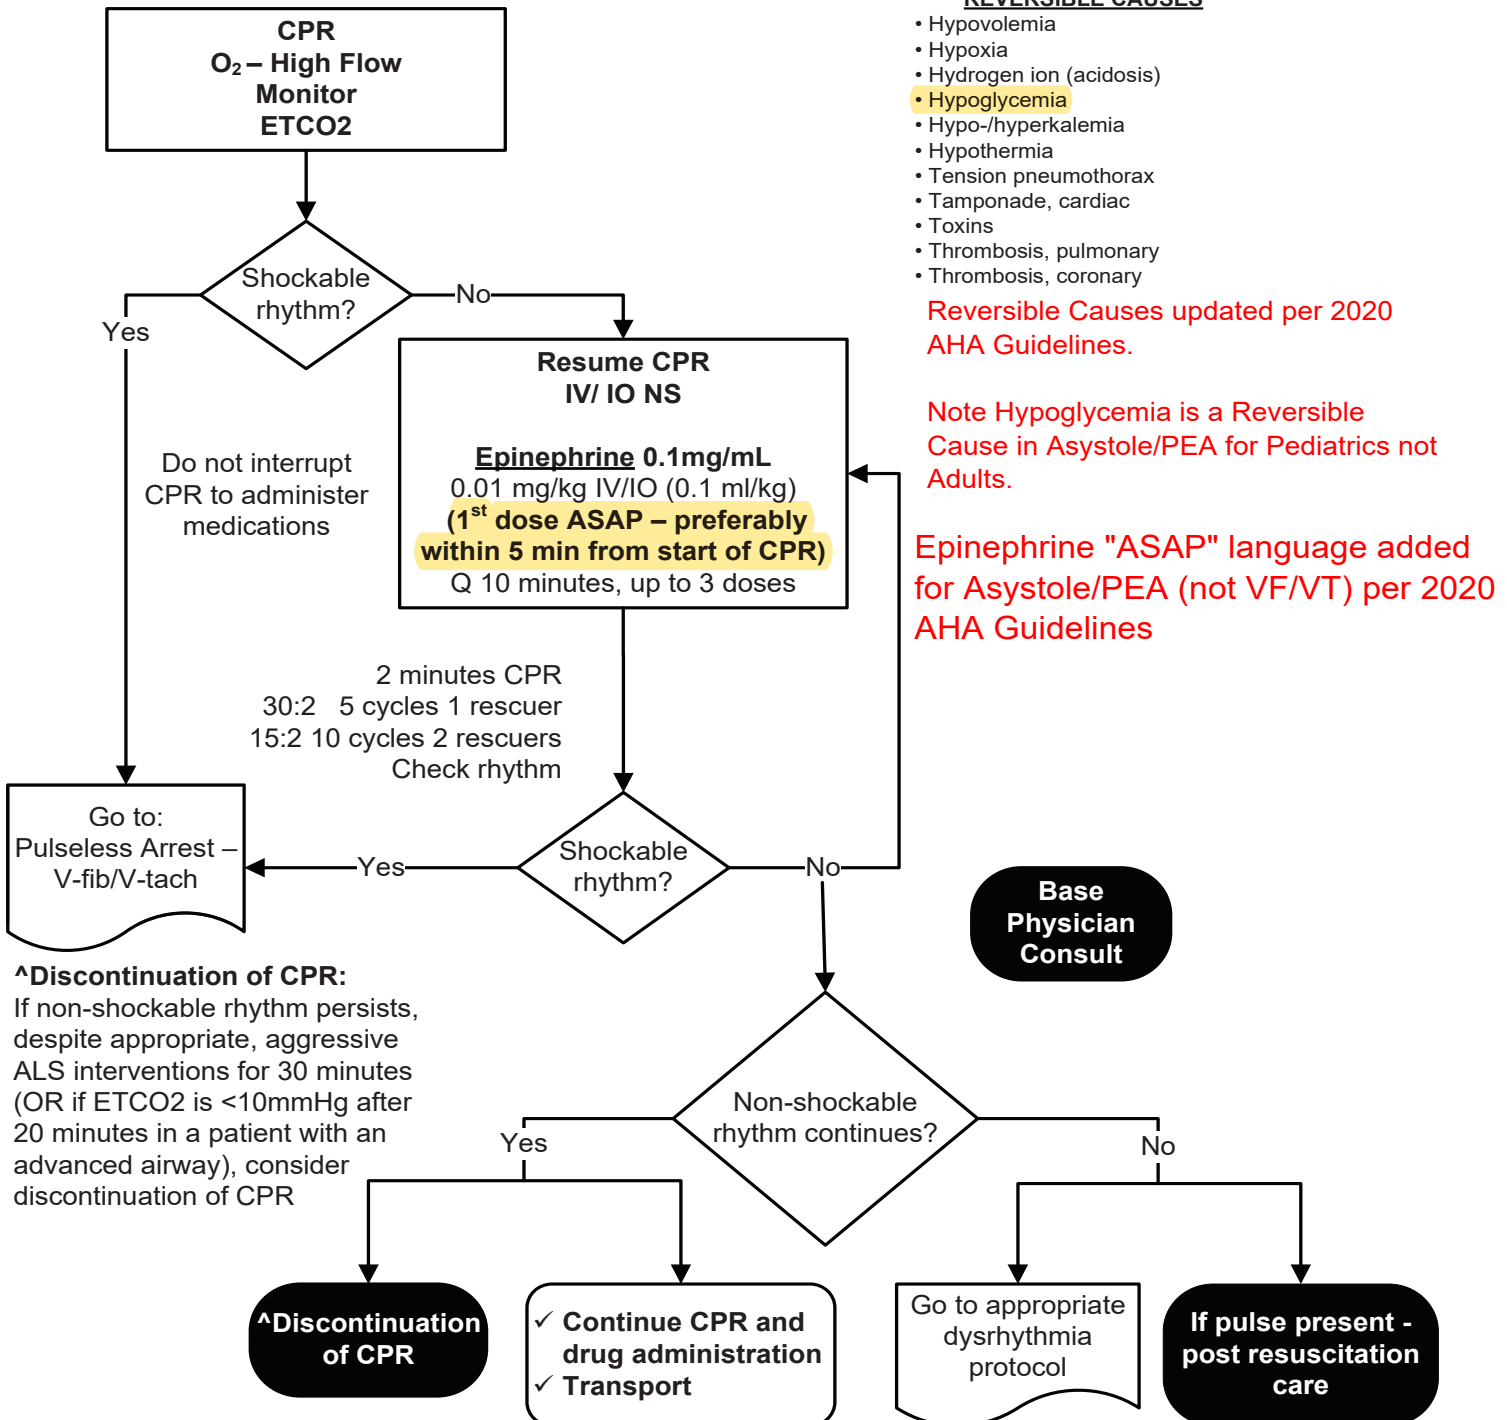 CPR
O₂ – High Flow
Monitor
ETCO2
REVERSIBLE CAUSES
• Hypovolemia
• Hypoxia
• Hydrogen ion (acidosis)
• Hypoglycemia
• Hypo-/hyperkalemia
• Hypothermia
• Tension pneumothorax
• Tamponade, cardiac
• Toxins
• Thrombosis, pulmonary
• Thrombosis, coronary
Reversible Causes updated per 2020
AHA Guidelines.
Note Hypoglycemia is a Reversible
Cause in Asystole/PEA for Pediatrics not
Adults.
Epinephrine "ASAP" language added
for Asystole/PEA (not VF/VT) per 2020
AHA Guidelines
Shockable
rhythm?
Yes
No
Do not interrupt
CPR to administer
medications
Resume CPR
IV/ IO NS
Epinephrine 0.1mg/mL
0.01 mg/kg IV/IO (0.1 ml/kg)
(1st dose ASAP – preferably
within 5 min from start of CPR)
Q 10 minutes, up to 3 doses
2 minutes CPR
30:2 5 cycles 1 rescuer
15:2 10 cycles 2 rescuers
Check rhythm
Go to:
Pulseless Arrest –
V-fib/V-tach
Yes
Shockable
rhythm?
No
Base
Physician
Consult
^Discontinuation of CPR:
If non-shockable rhythm persists,
despite appropriate, aggressive
ALS interventions for 30 minutes
(OR if ETCO2 is <10mmHg after
20 minutes in a patient with an
advanced airway), consider
discontinuation of CPR
Non-shockable
rhythm continues?
Yes
No
^Discontinuation
of CPR
✓ Continue CPR and
drug administration
✓ Transport
Go to appropriate
dysrhythmia
protocol
If pulse present -
post resuscitation
care